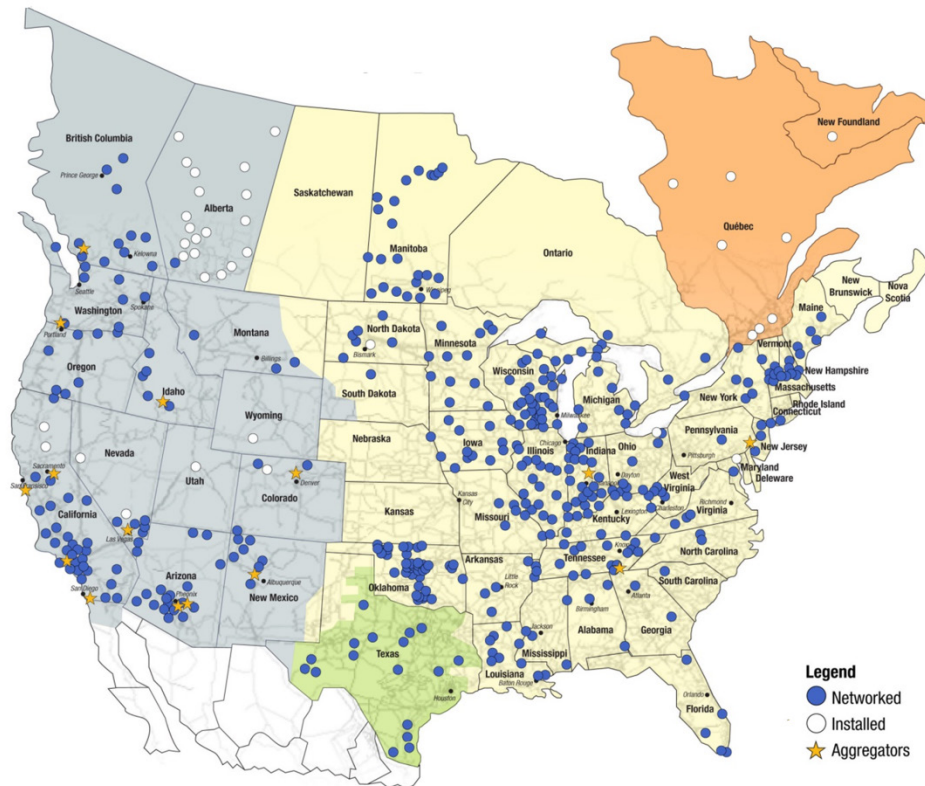 British Columbia
Prince George
Alberta
Saskatchewan
Manitoba
Winnipeg
Ontario
New Foundland
Québec
Kelowna
Seattle
Washington
Spokane
Portland
Oregon
Montana
Billings
Idaho
Wyoming
North Dakota
Bismark
South Dakota
Minnesota
Wisconsin
Milwaukee
Michigan
New
Brunswick
Nova
Scotia
Maine
Vermont
New Hampshire
Massachusetts
Rhode Island
Connecticut
New York
Pennsylvania
Pittsburgh
New Jersey
Maryland
Deleware
Nevada
Sacramento
San Francisco
California
Utah
Colorado
Denver
Nebraska
Iowa
Chicago
Illinois
Indiana
Ohio
Dayton
West
Virginia
Charleston
Richmond
Virginia
Kansas
Kansas
City
Missouri
Lexington
Kentucky
Las Vegas
San Diego
Arizona
Phoenix
Albuquerque
New Mexico
Oklahoma
Arkansas
Little
Rock
Tennessee
Knox
North Carolina
South Carolina
Atlanta
Birmingham
Alabama
Georgia
Jackson
Mississippi
Louisiana
Baton Rouge
Texas
Houston
Orlando
Florida
Legend
Networked
Installed
Aggregators